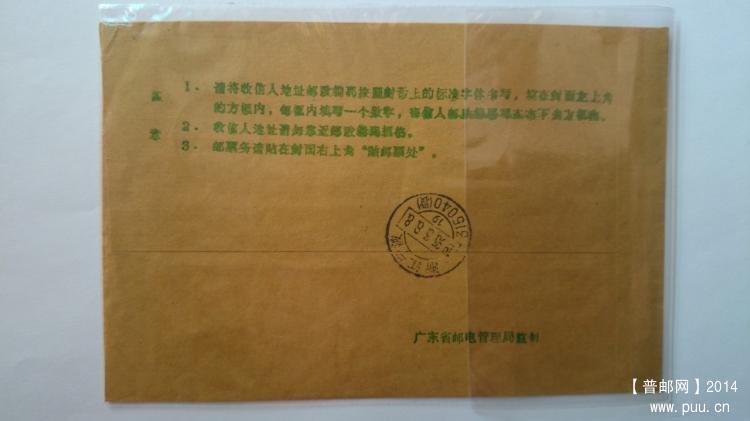 注意
1. 请将收信人地址邮政编码按照封面上的标准字体书写，填在封面左上角
的方框内，每框内填写一个数字，寄信人邮政编码写在右下角方框内。
2. 收信人地址请勿靠近邮政编码框格。
3. 邮票务请贴在封面右上角“贴邮票处”。
浙江
广东省邮电管理局监制
【普邮网】2014
www.puu.cn